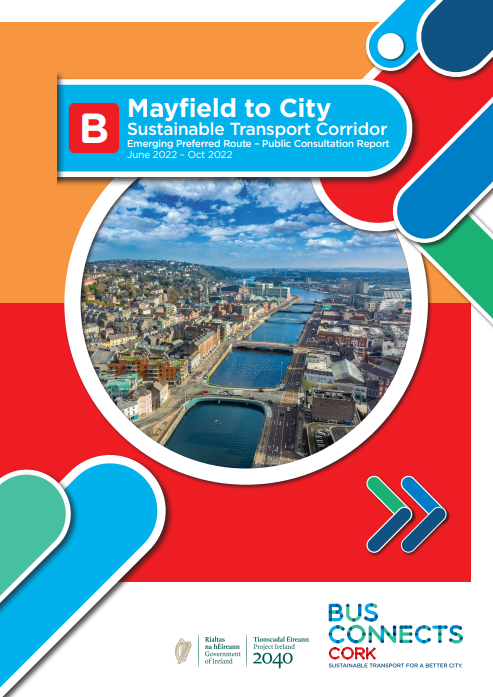 B
Mayfield to City
Sustainable Transport Corridor
Emerging Preferred Route – Public Consultation Report
June 2022 – Oct 2022
Rialtas
na hÉireann
Government
of Ireland
Tionscadal Éireann
Project Ireland
2040
BUS
CONNECTS
CORK
SUSTAINABLE TRANSPORT FOR A BETTER CITY.